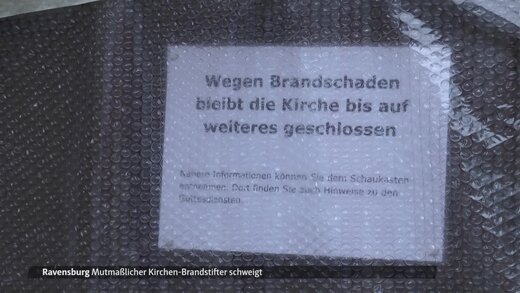 Wegen Brandschaden
bleibt die Kirche bis auf
weiteres geschlossen
Nähere Informationen können Sie dem Schaukasten
entnehmen. Dort finden Sie auch Hinweise zu den
Gottesdiensten.
Ravensburg Mutmaßlicher Kirchen-Brandstifter schweigt